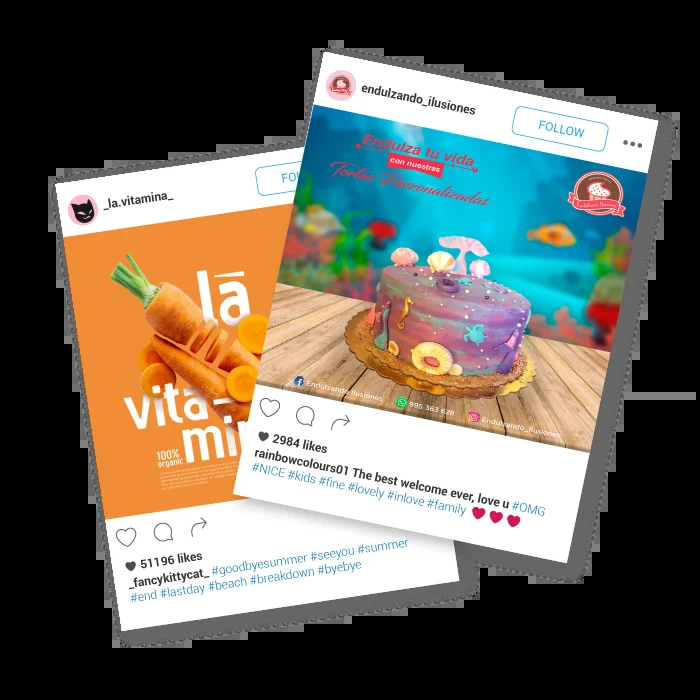 endulzando_ilusiones
FOLLOW
Endulza tu vida
con nuestras
Tortas Personalizadas
Endulzando Ilusiones
Endulzando Ilusiones
995 363 628
Endulzando_Ilusiones
2984 likes
rainbowcolours01 The best welcome ever, love u #OMG
#NICE #kids #fine #lovely #inlove #family
_la.vitamina_
FO
la
vita
mi
100%
organic
51196 likes
_fancykittycat_ #goodbyesummer #seeyou #summer
#end #lastday #beach #breakdown #byebye